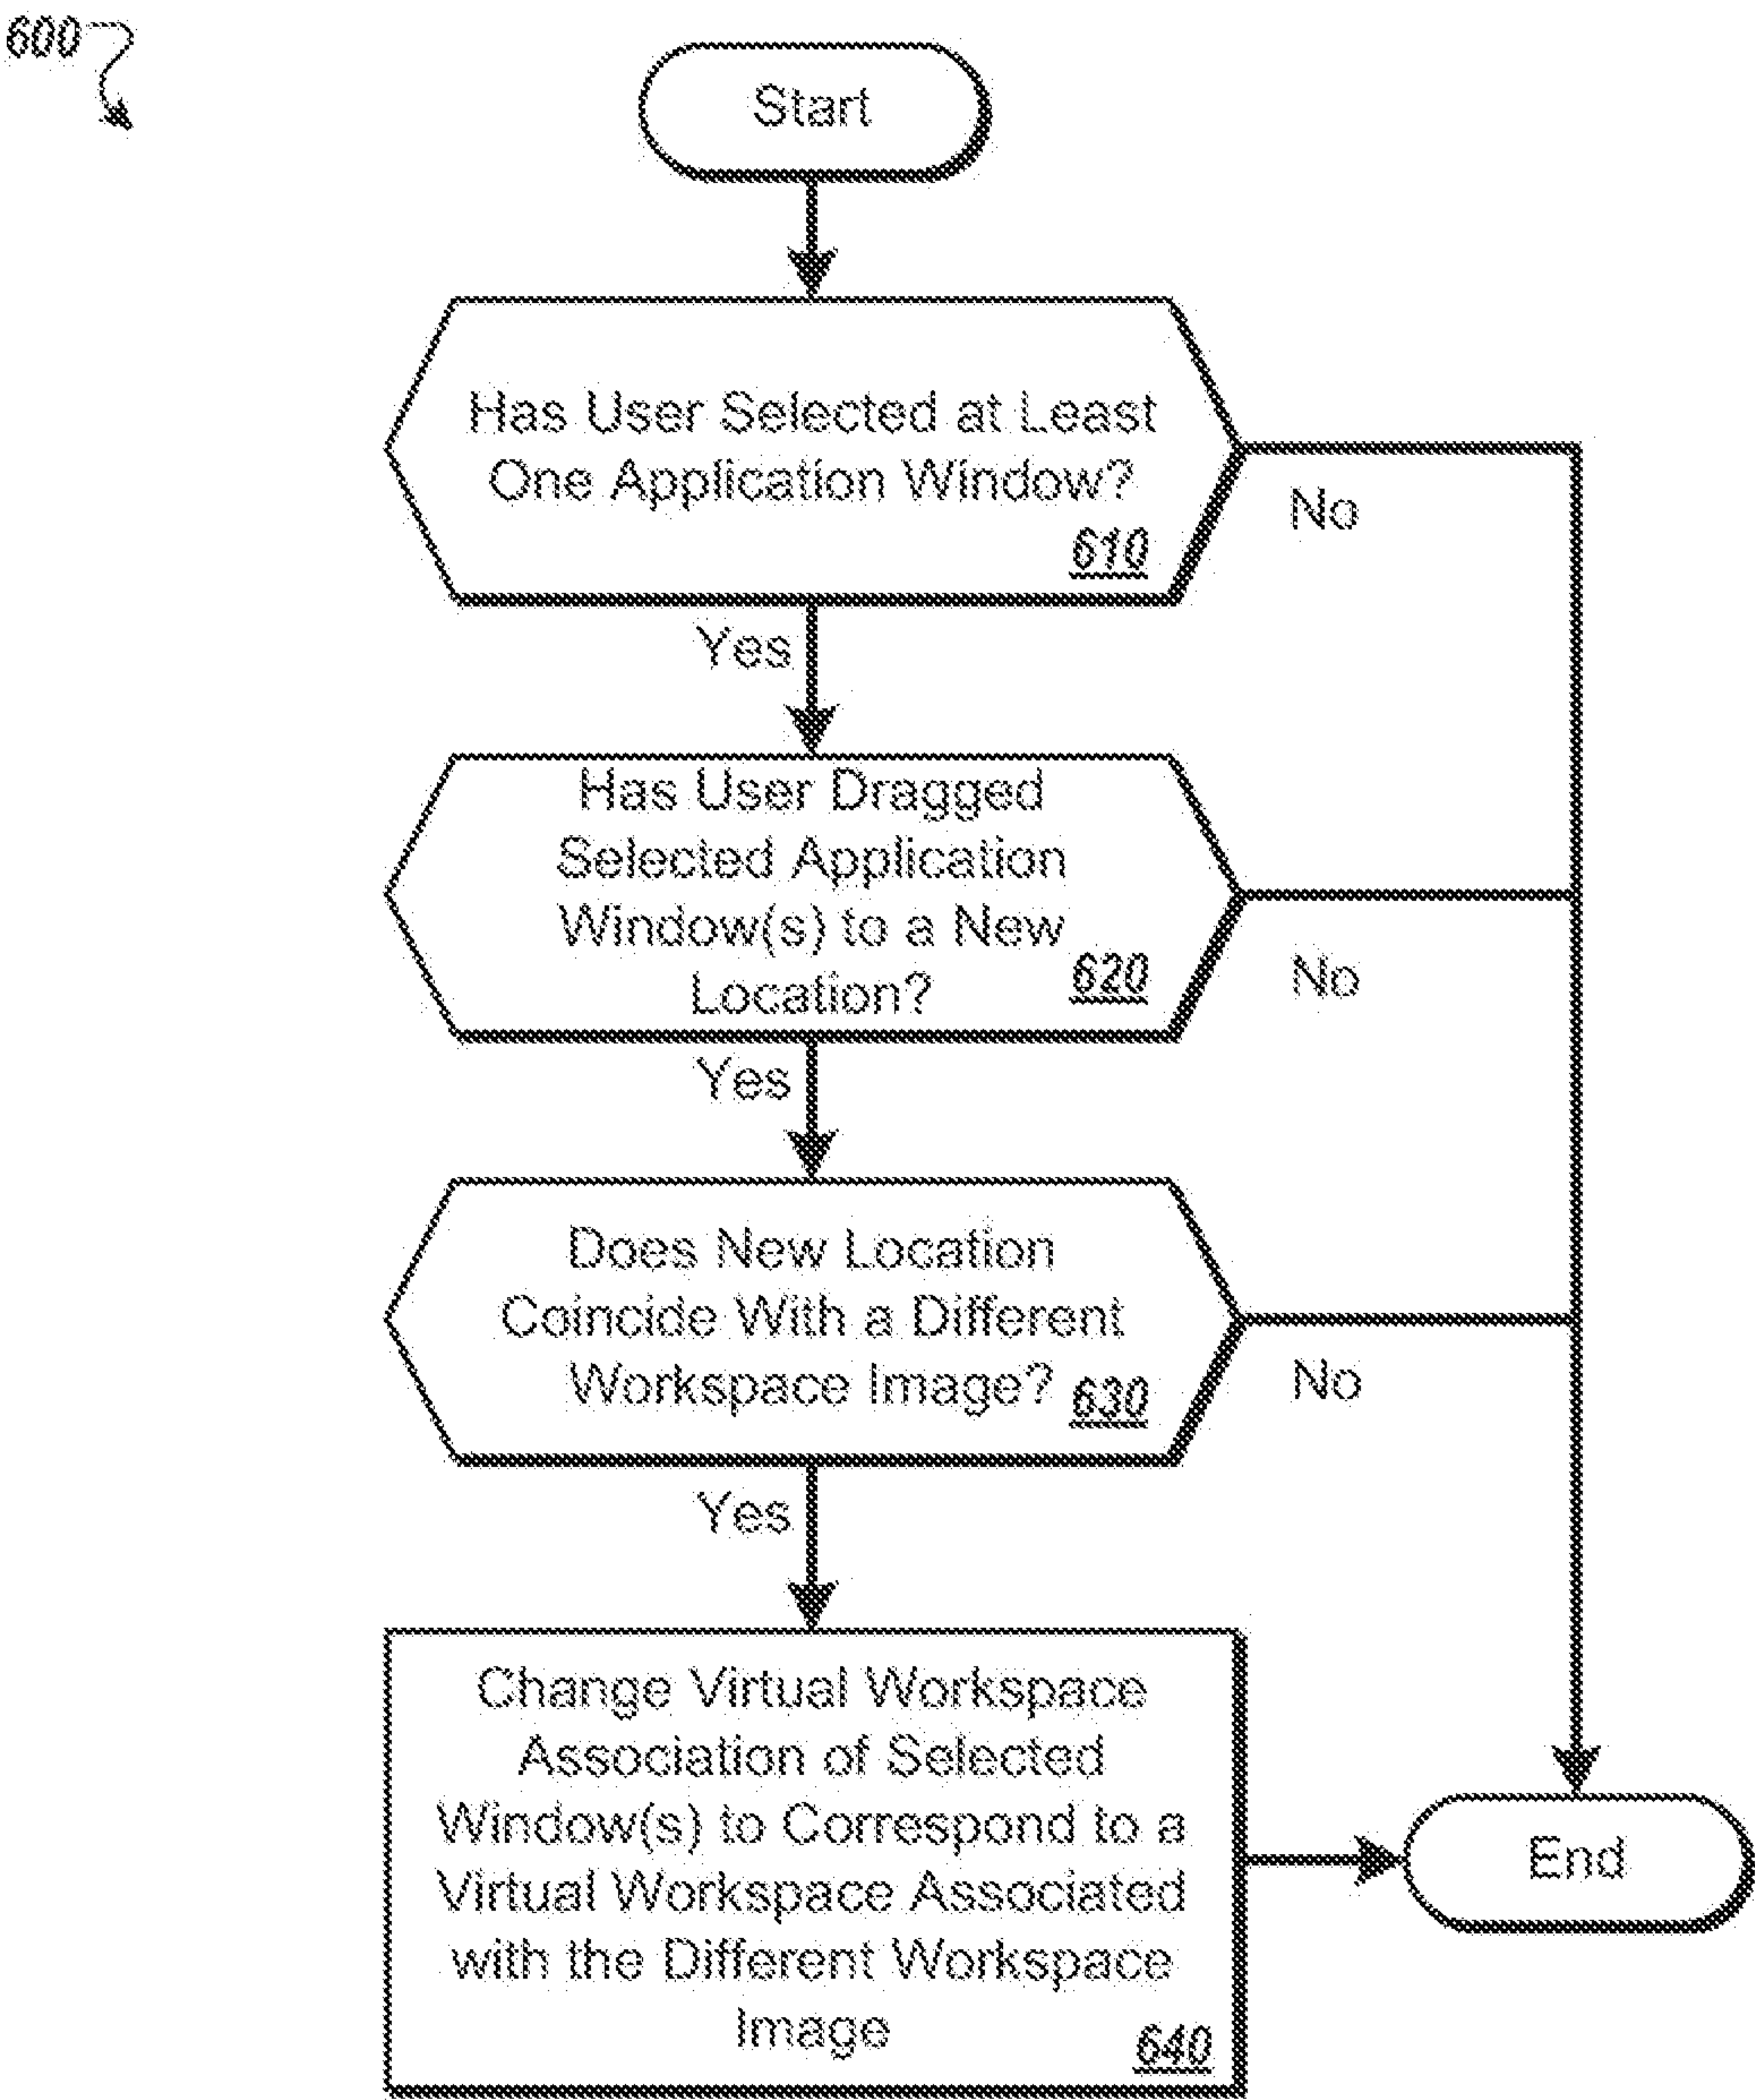 600
Start
Has User Selected at Least
One Application Window?
610
No
Yes
Has User Dragged
Selected Application
Window(s) to a New
Location?
620
No
Yes
Does New Location
Coincide With a Different
Workspace Image?
630
No
Yes
Change Virtual Workspace
Association of Selected
Window(s) to Correspond to a
Virtual Workspace Associated
with the Different Workspace
Image
640
End